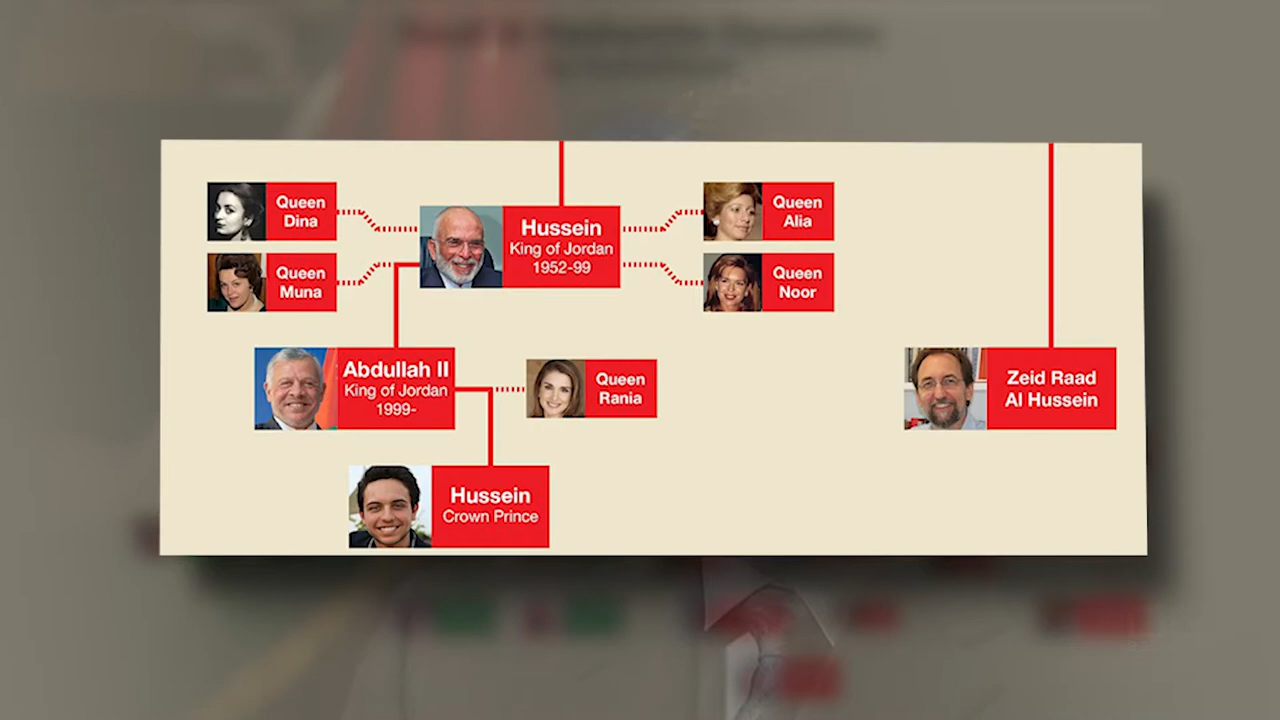 Queen
Dina
Queen
Muna
Hussein
King of Jordan
1952-99
Queen
Alia
Queen
Noor
Abdullah II
King of Jordan
1999-
Queen
Rania
Zeid Raad
Al Hussein
Hussein
Crown Prince